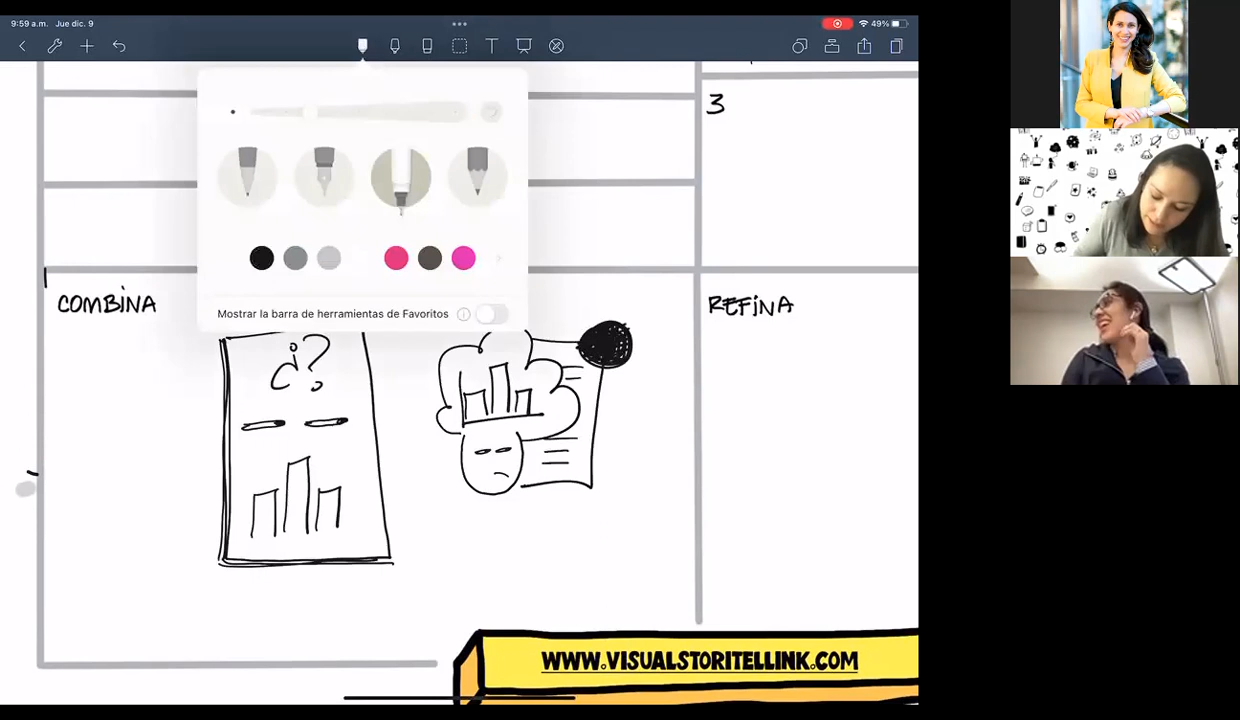 9:59 a.m. Jue dic. 9
49%
T
3
Mostrar la barra de herramientas de Favoritos
COMBINA
REFINA
¿?
WWW.VISUALSTORITELLINK.COM